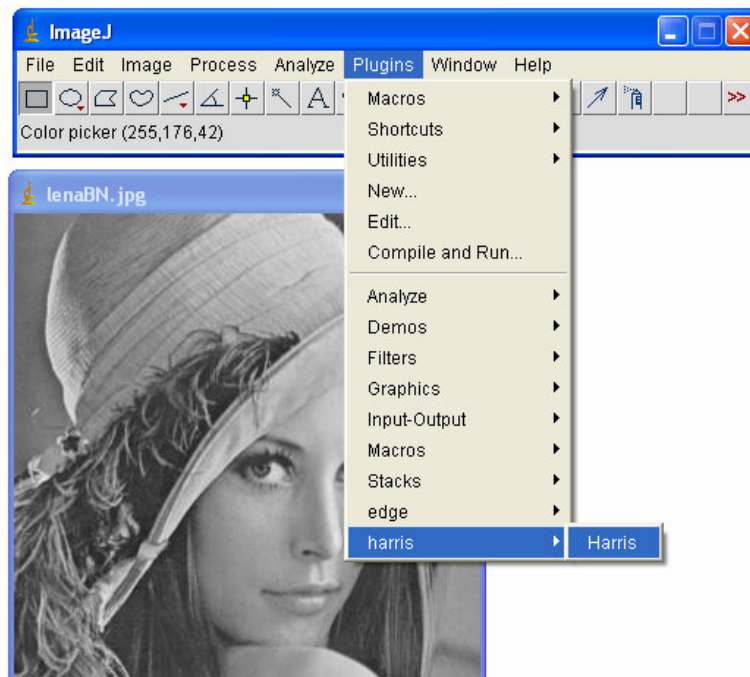 ImageJ
File Edit Image Process Analyze Plugins Window Help
A >>
Color picker (255,176,42)
lenaBN.jpg
Macros
Shortcuts
Utilities
New...
Edit...
Compile and Run...
Analyze
Demos
Filters
Graphics
Input-Output
Macros
Stacks
edge
harris Harris